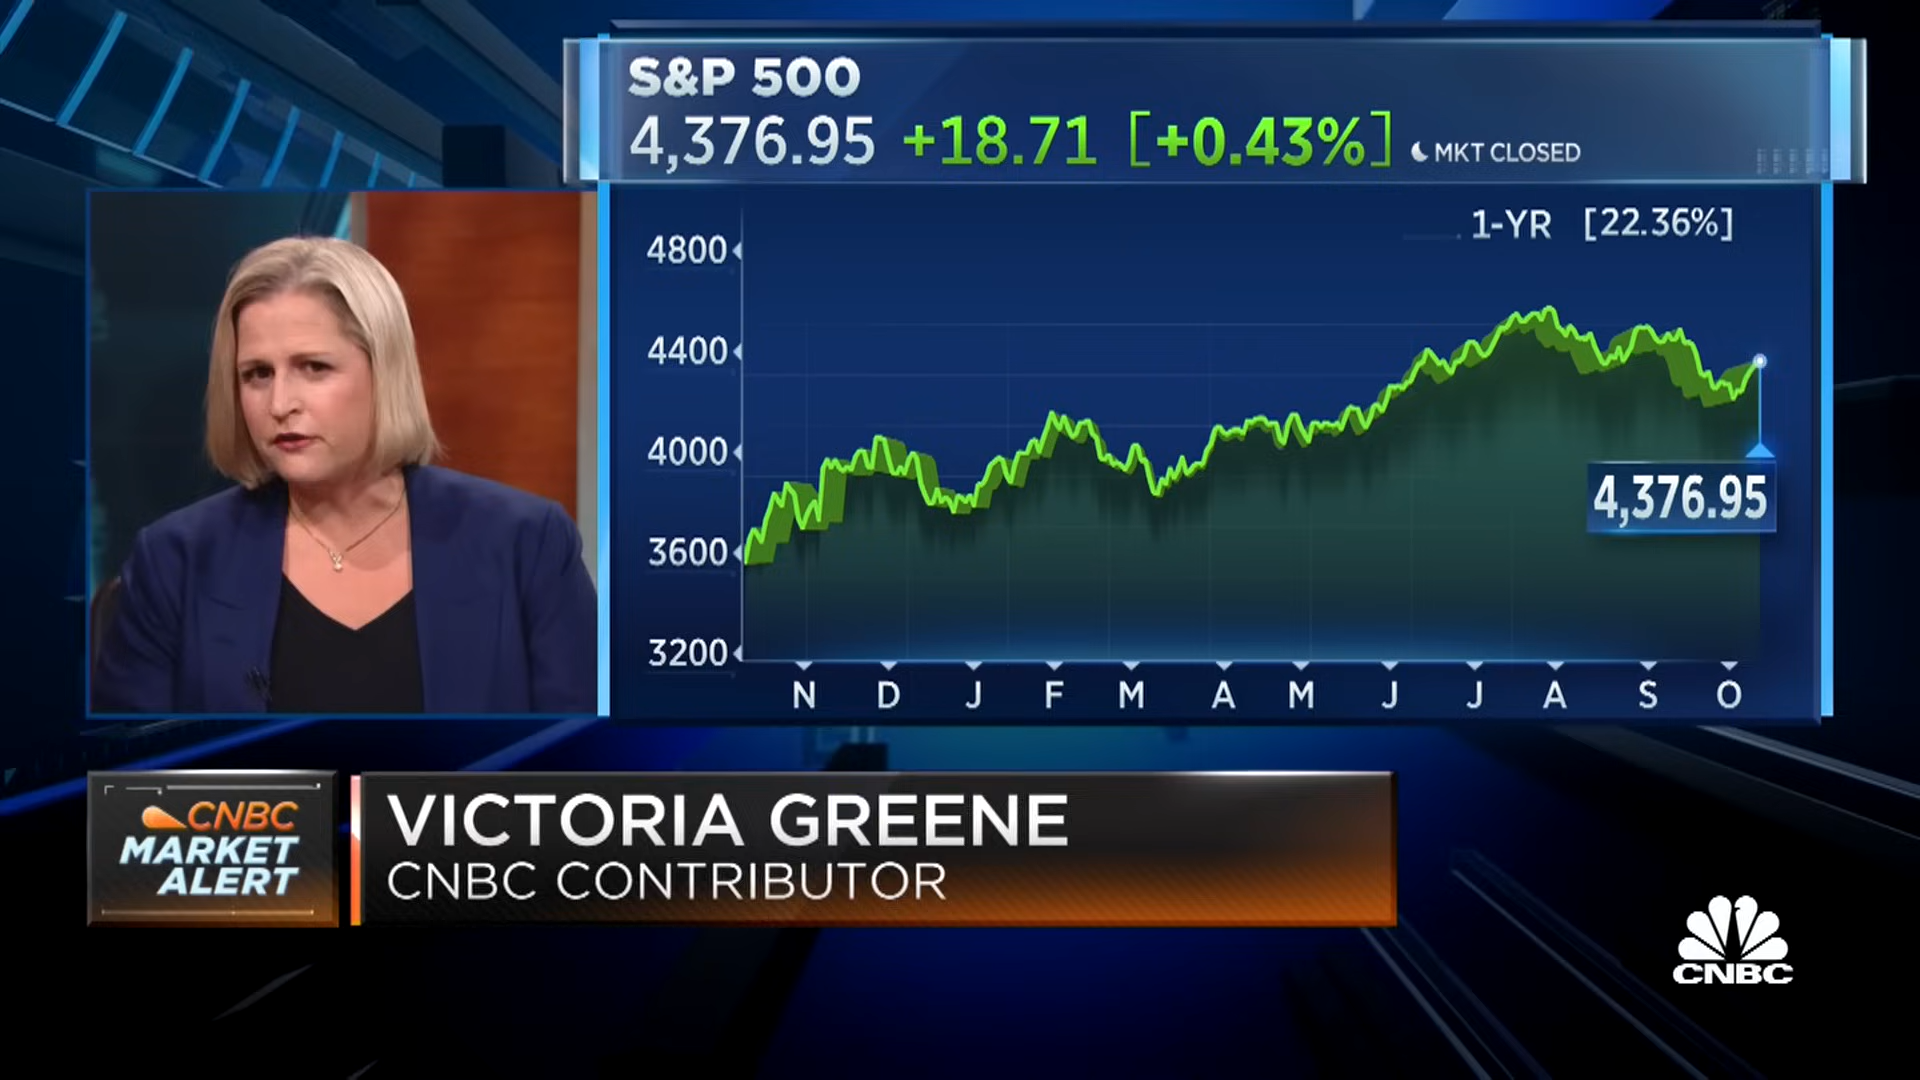 S&P 500
4,376.95 +18.71 [+0.43%] MKT CLOSED
1-YR [22.36%]
4800
4400
4000
3600
3200
4,376.95
N D J F M A M J J A S O
CNBC
MARKET
ALERT
VICTORIA GREENE
CNBC CONTRIBUTOR
CNBC